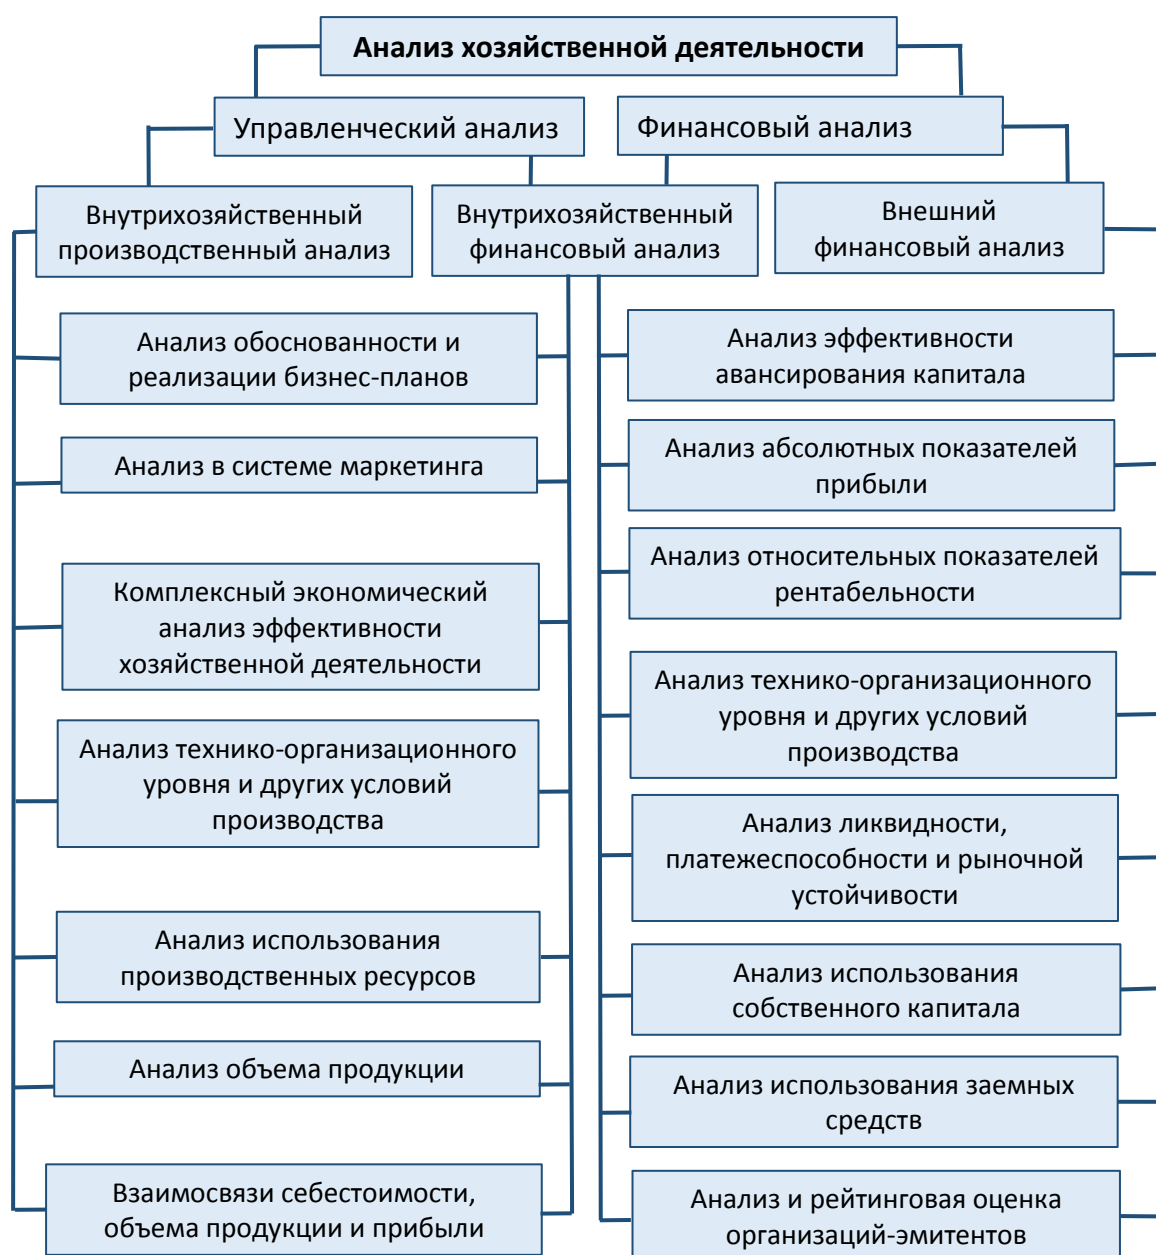 Анализ хозяйственной деятельности
Управленческий анализ
Финансовый анализ
Внутрихозяйственный
производственный анализ
Внутрихозяйственный
финансовый анализ
Внешний
финансовый анализ
Анализ обоснованности и
реализации бизнес-планов
Анализ в системе маркетинга
Комплексный экономический
анализ эффективности
хозяйственной деятельности
Анализ технико-организационного
уровня и других условий
производства
Анализ использования
производственных ресурсов
Анализ объема продукции
Взаимосвязи себестоимости,
объема продукции и прибыли
Анализ эффективности
авансирования капитала
Анализ абсолютных показателей
прибыли
Анализ относительных показателей
рентабельности
Анализ технико-организационного
уровня и других условий
производства
Анализ ликвидности,
платежеспособности и рыночной
устойчивости
Анализ использования
собственного капитала
Анализ использования заемных
средств
Анализ и рейтинговая оценка
организаций-эмитентов